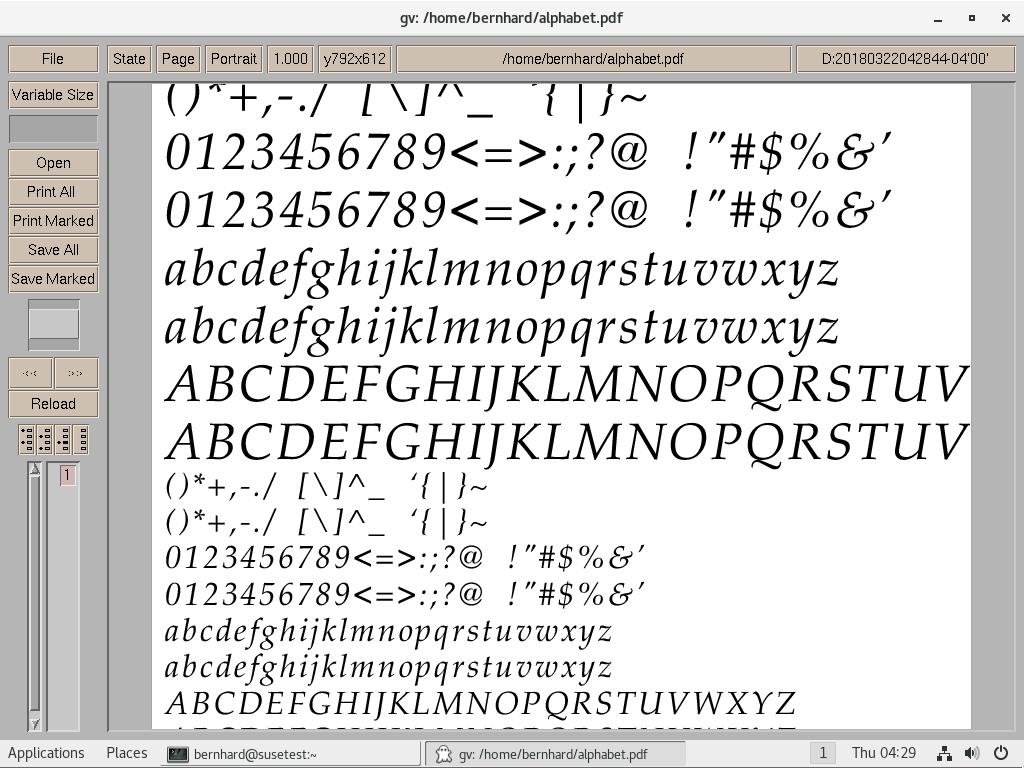 gv: /home/bernhard/alphabet.pdf
File
State
Page
Portrait
1.000
y792x612
/home/bernhard/alphabet.pdf
D:20180322042844-04'00'
Variable Size
Open
Print All
Print Marked
Save All
Save Marked
<<
>>
Reload
1
()*+,-./ [\]^_ ‘{|}~
0123456789<=>:;?@ !"#$%&’
0123456789<=>:;?@ !"#$%&’
abcdefghijklmnopqrstuvwxyz
abcdefghijklmnopqrstuvwxyz
ABCDEFGHIJKLMNOPQRSTUV
ABCDEFGHIJKLMNOPQRSTUV
()*+,-./ [\]^_ ‘{|}~
()*+,-./ [\]^_ ‘{|}~
0123456789<=>:;?@ !"#$%&’
0123456789<=>:;?@ !"#$%&’
abcdefghijklmnopqrstuvwxyz
abcdefghijklmnopqrstuvwxyz
ABCDEFGHIJKLMNOPQRSTUVWXYZ
Applications
Places
bernhard@susetest:~
gv: /home/bernhard/alphabet.pdf
1
Thu 04:29